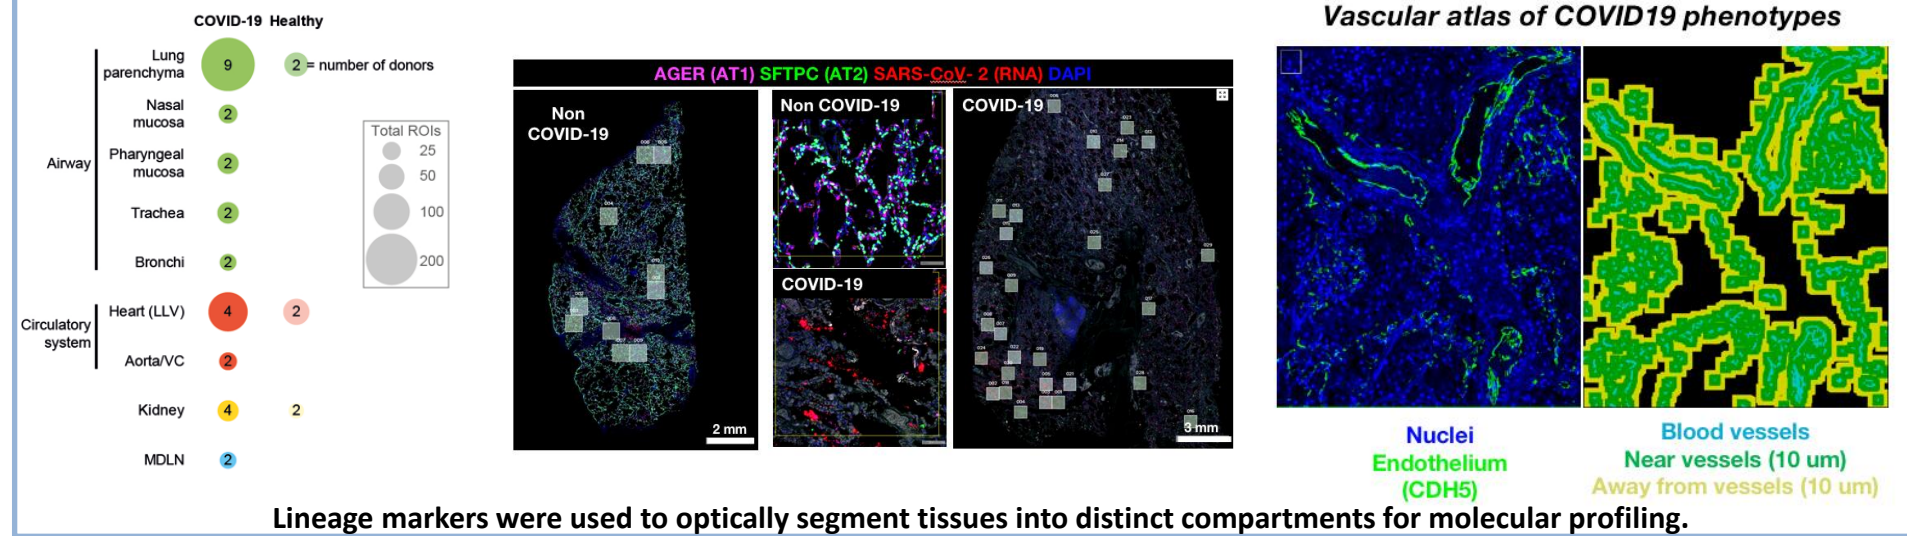 COVID-19 Healthy
Lung
parenchyma
9
2 = number of donors
Nasal
mucosa
2
Airway
Pharyngeal
mucosa
2
Trachea
2
Bronchi
2
Circulatory
system
Heart (LLV)
4
2
Aorta/VC
2
Kidney
4
2
MDLN
2
Total ROIs
25
50
100
200
AGER (AT1) SFTPC (AT2) SARS-CoV- 2 (RNA) DAPI
Non
COVID-19
2 mm
Non COVID-19
COVID-19
COVID-19
3 mm
Vascular atlas of COVID19 phenotypes
Nuclei
Endothelium
(CDH5)
Blood vessels
Near vessels (10 um)
Away from vessels (10 um)
Lineage markers were used to optically segment tissues into distinct compartments for molecular profiling.